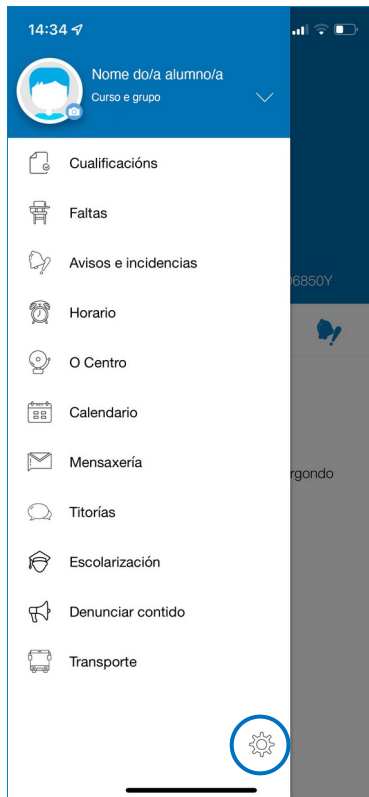 14:34
Nome do/a alumno/a
Curso e grupo
Cualificacións
Faltas
Avisos e incidencias
06850Y
Horario
O Centro
Calendario
Mensaxería
rgondo
Titorías
Escolarización
Denunciar contido
Transporte